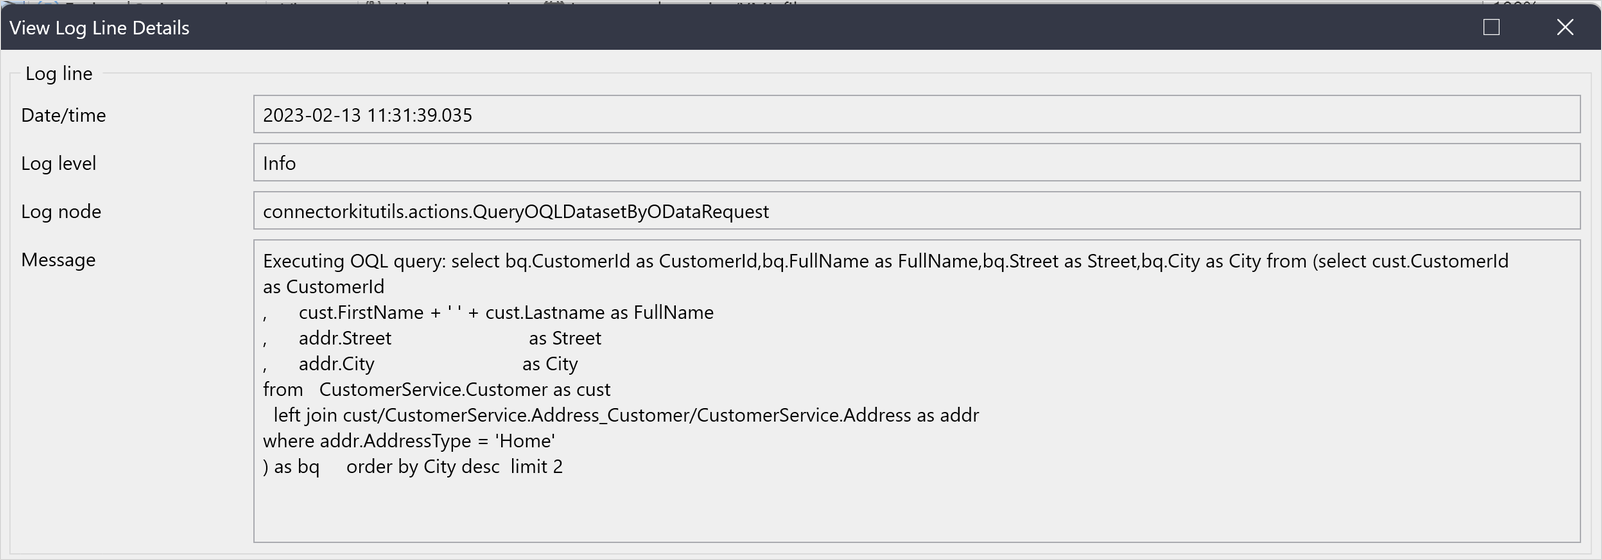 View Log Line Details
Log line
Date/time 2023-02-13 11:31:39.035
Log level Info
Log node connectorkitutils.actions.QueryOQLDatasetByODataRequest
Message Executing OQL query: select bq.CustomerId as CustomerId,bq.FullName as FullName,bq.Street as Street,bq.City as City from (select cust.CustomerId
as CustomerId
, cust.FirstName + ' ' + cust.Lastname as FullName
, addr.Street as Street
, addr.City as City
from CustomerService.Customer as cust
left join cust/CustomerService.Address_Customer/CustomerService.Address as addr
where addr.AddressType = 'Home'
) as bq order by City desc limit 2